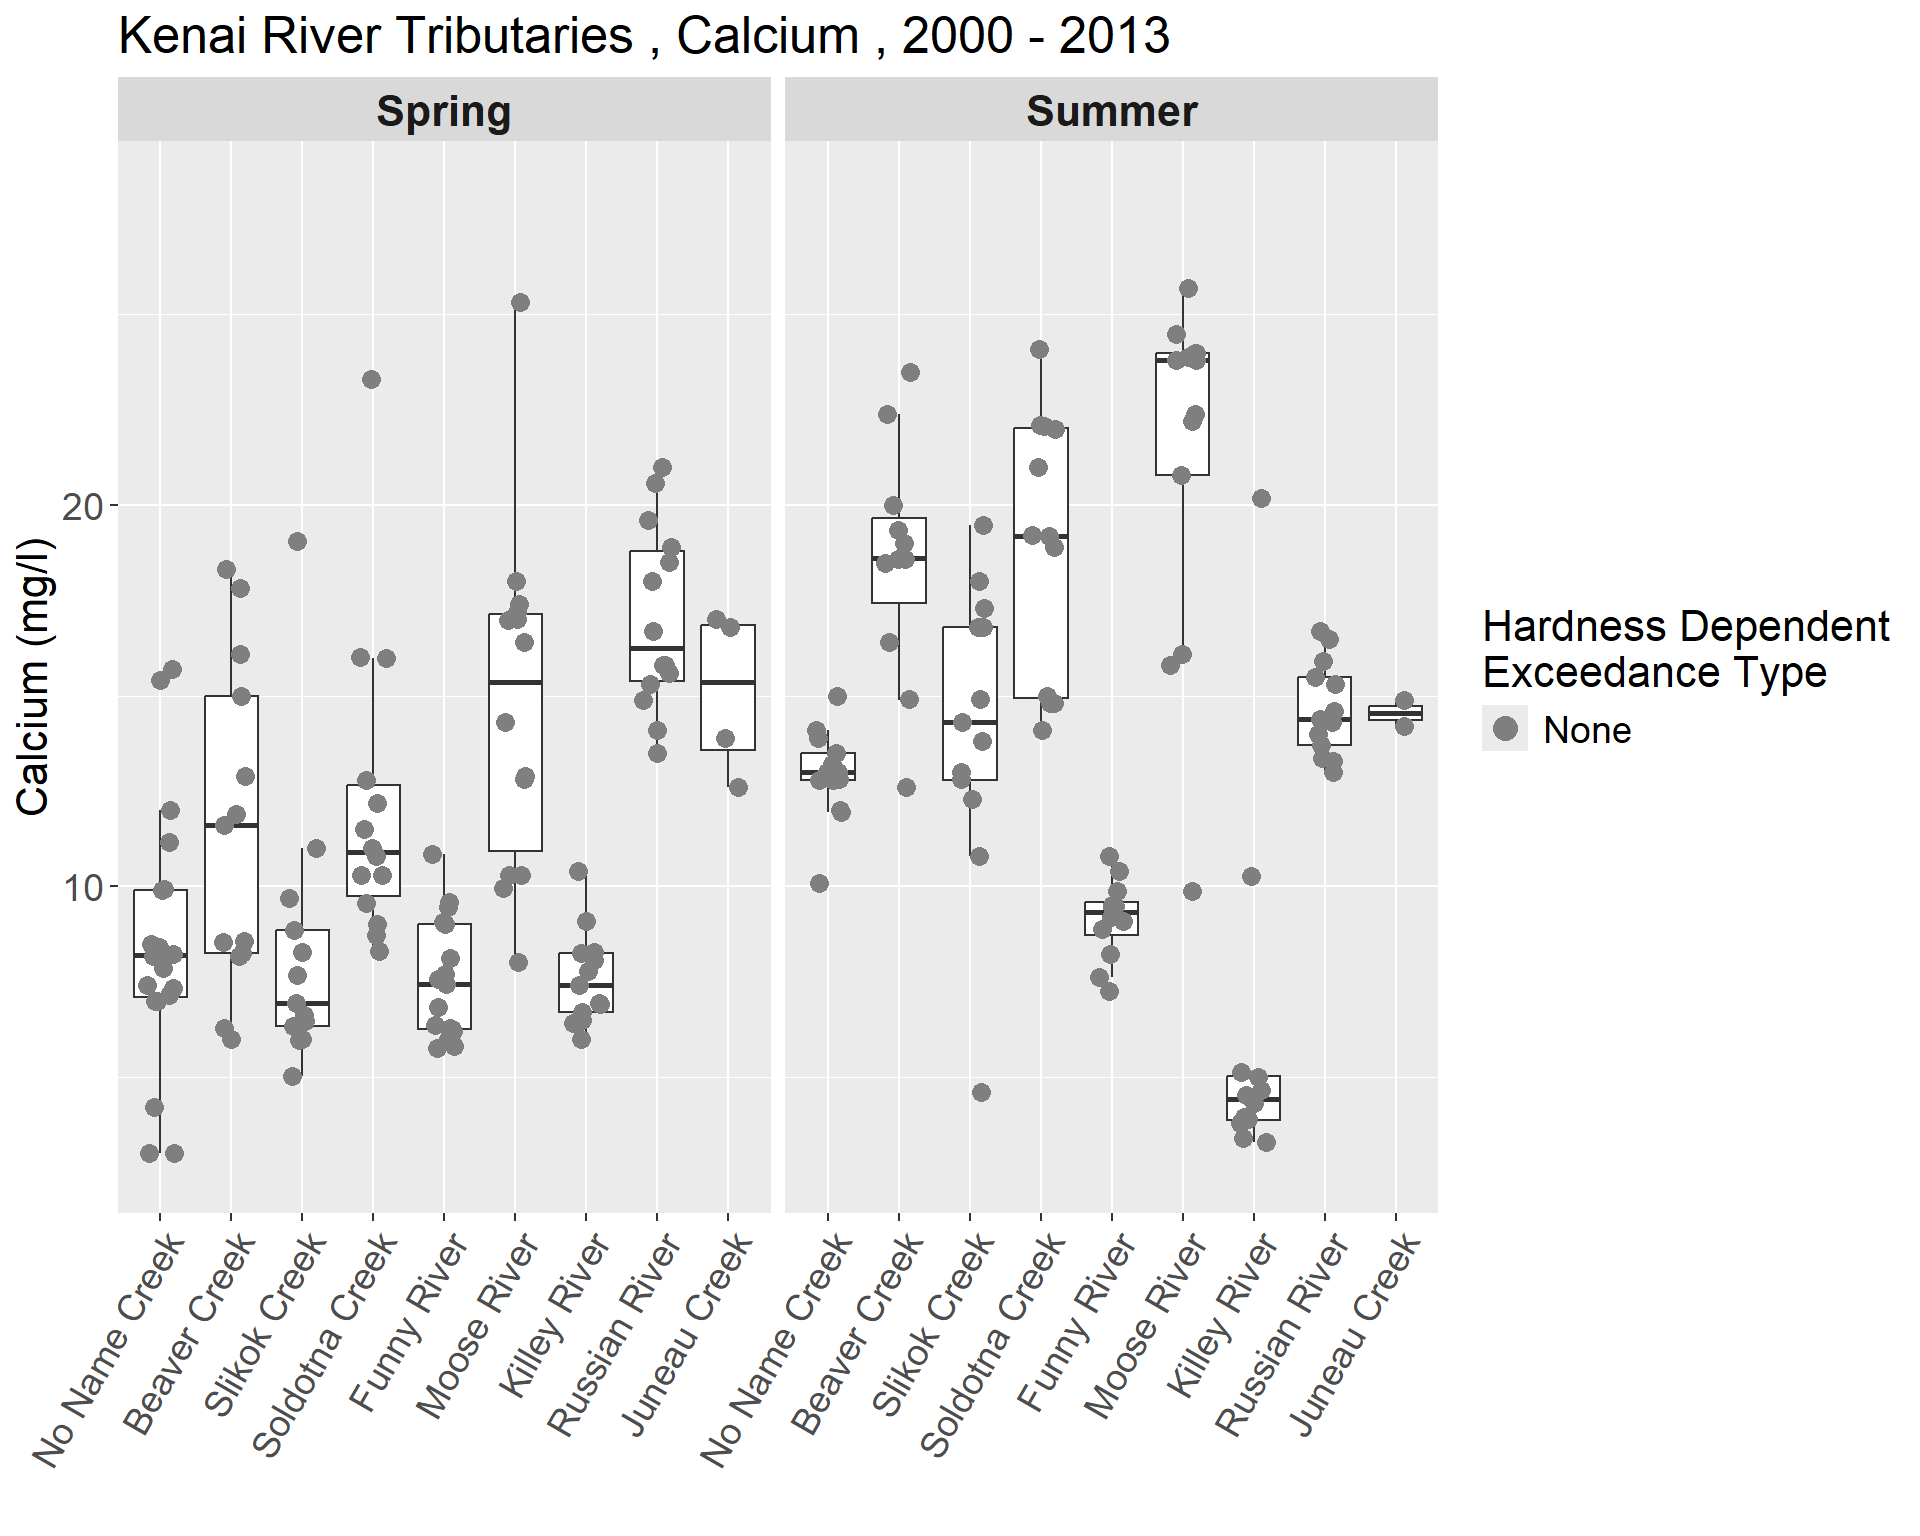 Kenai River Tributaries , Calcium , 2000 - 2013
Spring
Summer
Calcium (mg/l)
20
10
No Name Creek
Beaver Creek
Slikok Creek
Soldotna Creek
Funny River
Moose River
Killey River
Russian River
Juneau Creek
No Name Creek
Beaver Creek
Slikok Creek
Soldotna Creek
Funny River
Moose River
Killey River
Russian River
Juneau Creek
Hardness Dependent
Exceedance Type
None